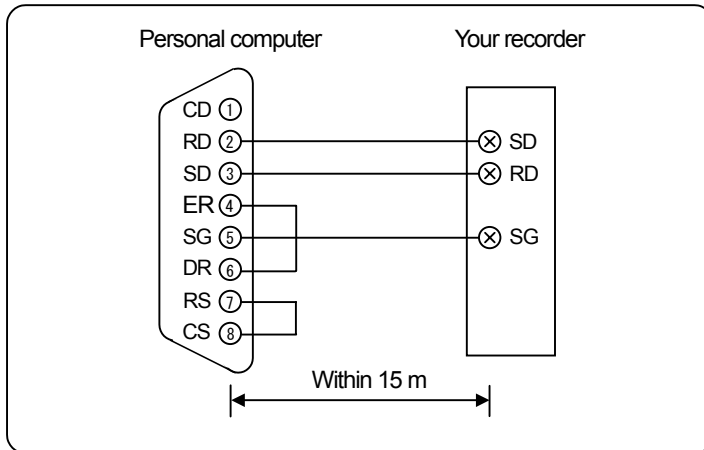 Personal computer Your recorder
CD 1
RD 2 SD
SD 3 RD
ER 4
SG 5 SG
DR 6
RS 7
CS 8
Within 15 m